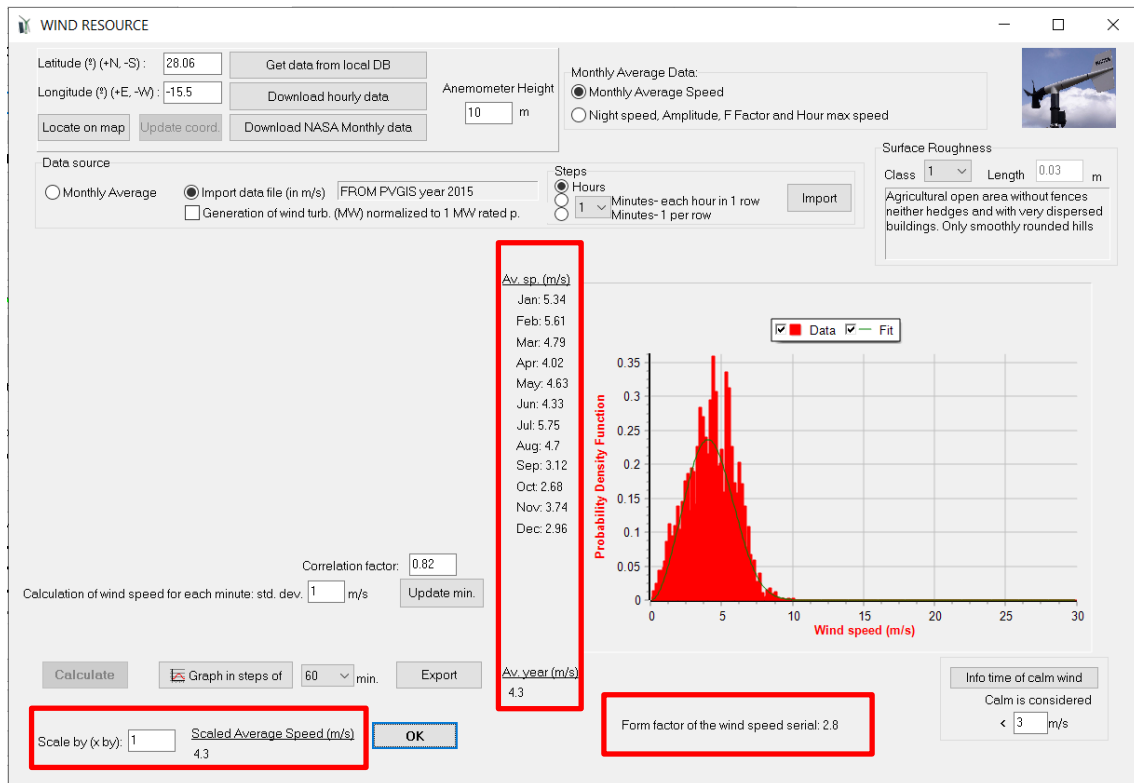 WIND RESOURCE
Latitude (º) (+N, -S) : 28.06 Get data from local DB
Longitude (º) (+E, -W) : -15.5 Download hourly data
Locate on map Update coord. Download NASA Monthly data
Anemometer Height
10 m
Monthly Average Data:
Monthly Average Speed
Night speed, Amplitude, F Factor and Hour max speed
Data source
Monthly Average Import data file (in m/s) FROM PVGIS year 2015
Generation of wind turb. (MW) normalized to 1 MW rated p.
Steps
Hours
1 Minutes- each hour in 1 row
Minutes- 1 per row
Import
Surface Roughness
Class 1 Length 0.03 m
Agricultural open area without fences
neither hedges and with very dispersed
buildings. Only smoothly rounded hills
Av. sp. (m/s)
Jan: 5.34
Feb: 5.61
Mar: 4.79
Apr: 4.02
May: 4.63
Jun: 4.33
Jul: 5.75
Aug: 4.7
Sep: 3.12
Oct: 2.68
Nov: 3.74
Dec: 2.96
Data Fit
Probability Density Function
0.35
0.3
0.25
0.2
0.15
0.1
0.05
0
0 5 10 15 20 25 30
Wind speed (m/s)
Correlation factor: 0.82
Calculation of wind speed for each minute: std. dev. 1 m/s Update min.
Calculate Graph in steps of 60 min. Export
Av. year (m/s)
4.3
Scale by (x by): 1 Scaled Average Speed (m/s)
4.3
OK
Form factor of the wind speed serial: 2.8
Info time of calm wind
Calm is considered
< 3 m/s